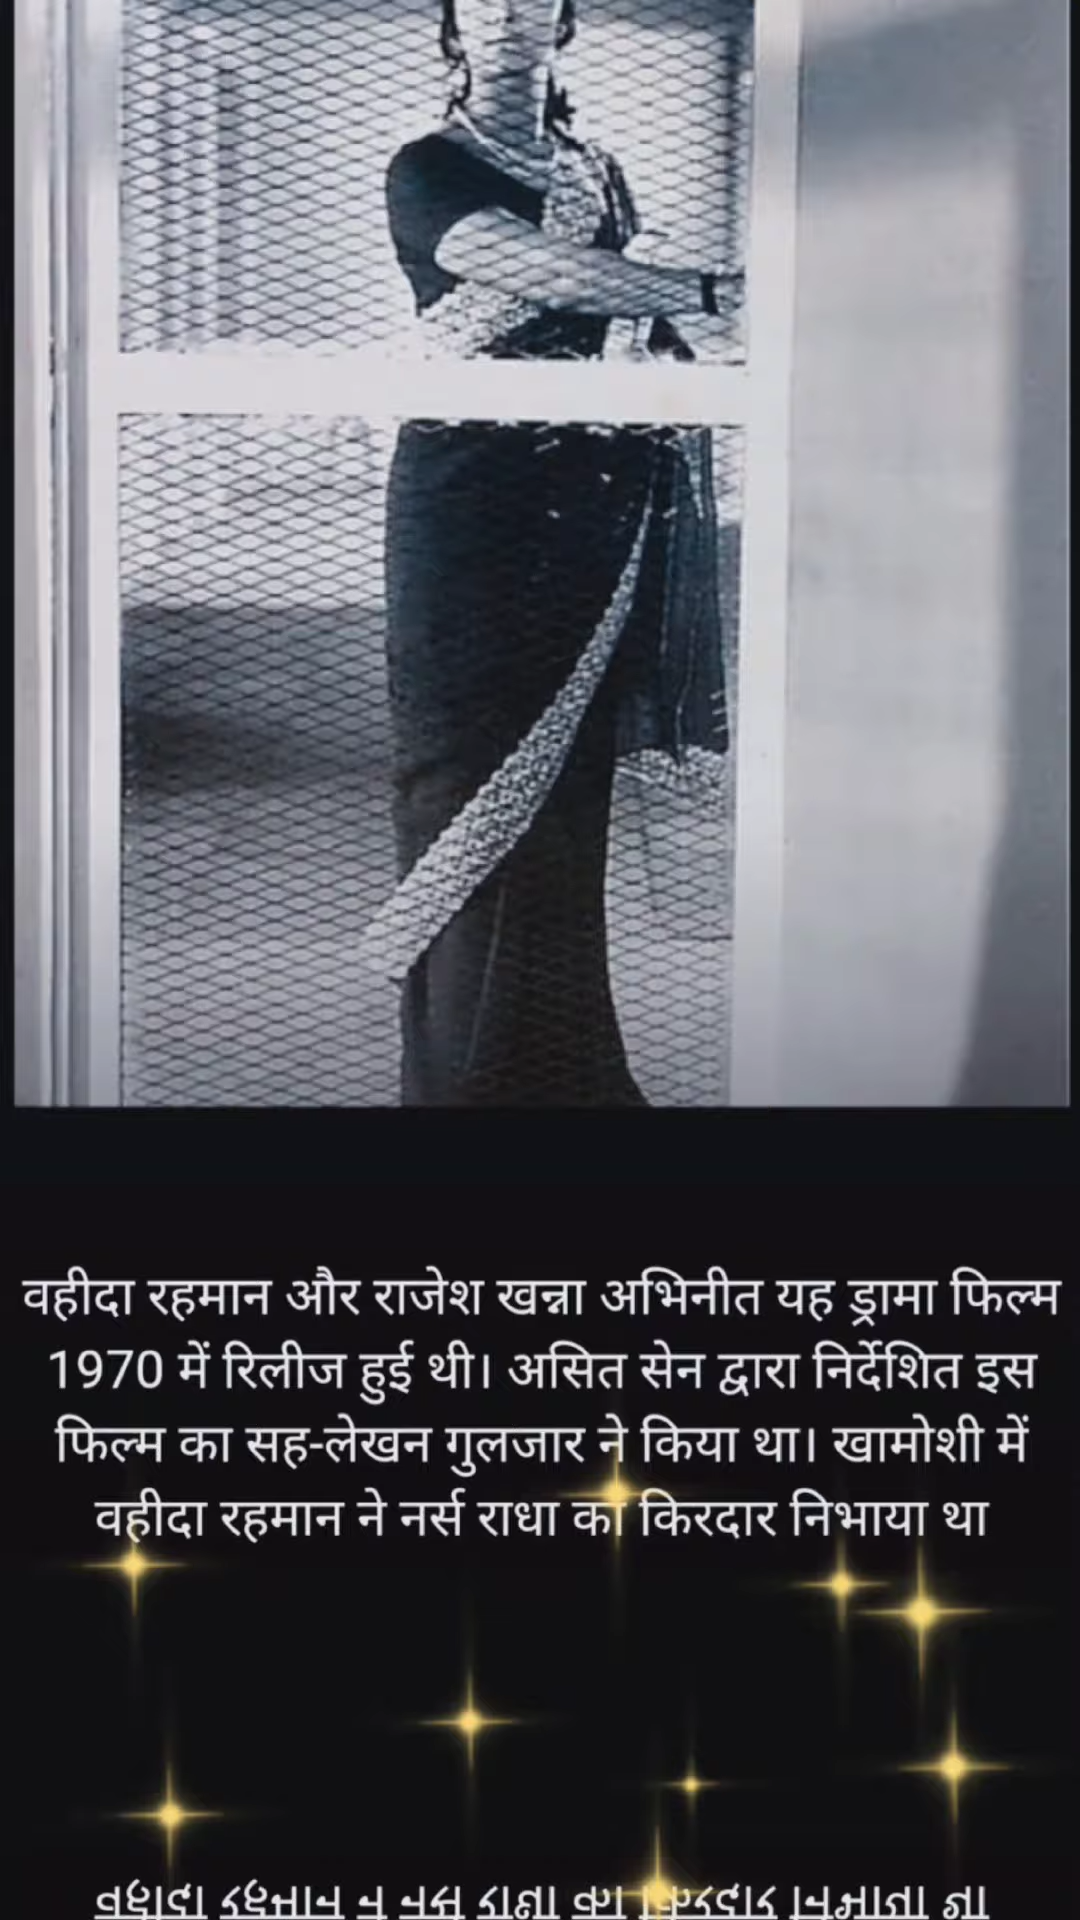 वहीदा रहमान और राजेश खन्ना अभिनीत यह ड्रामा फिल्म
1970 में रिलीज हुई थी। असित सेन द्वारा निर्देशित इस
फिल्म का सह-लेखन गुलजार ने किया था। खामोशी में
वहीदा रहमान ने नर्स राधा का किरदार निभाया था